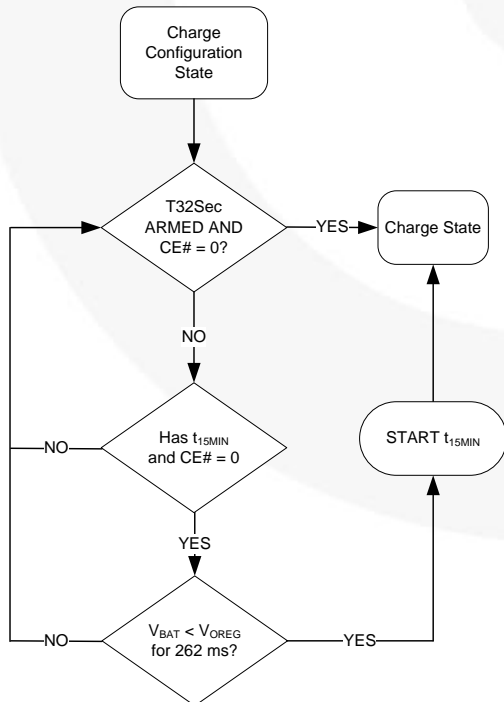 Charge
Configuration
State
T32Sec
ARMED AND
CE# = 0?
YES
Charge State
NO
Has t15MIN
and CE# = 0
NO
START t15MIN
YES
VBAT < VOREG
for 262 ms?
NO
YES